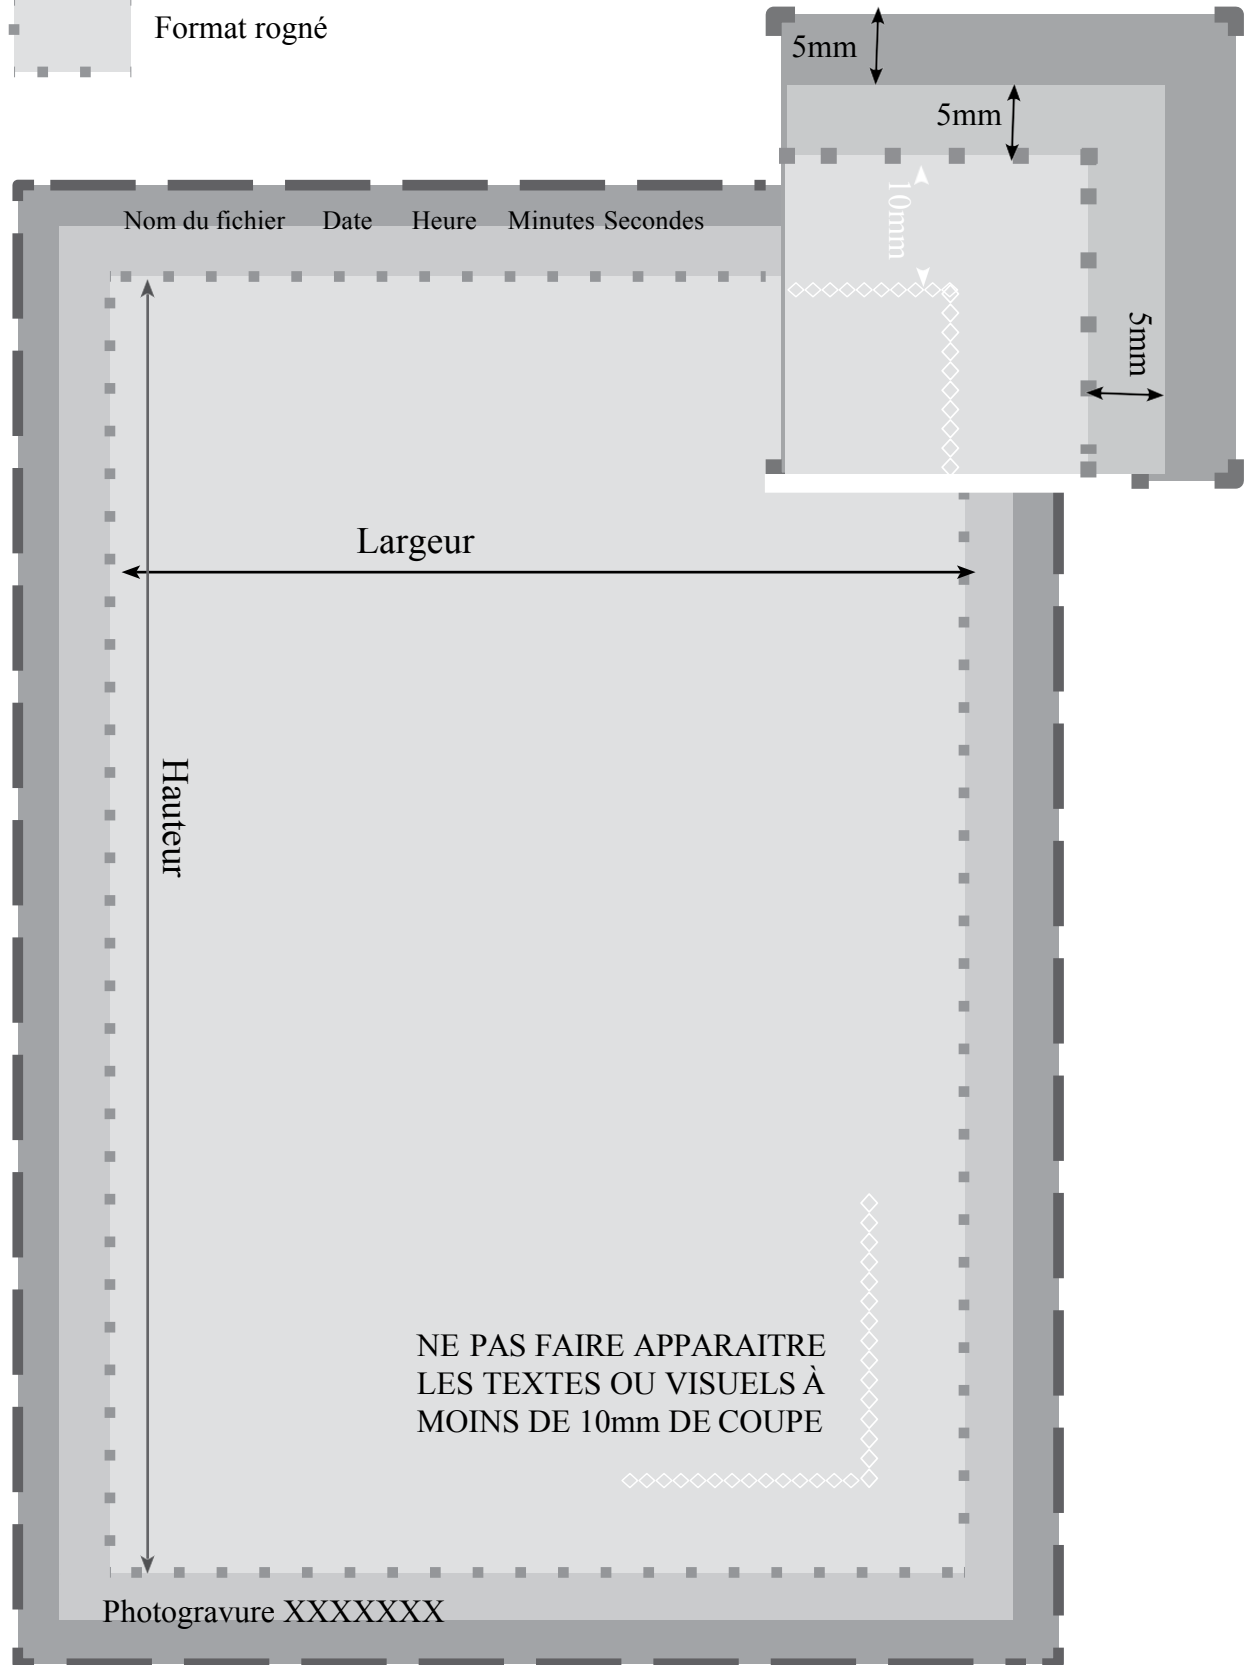 Format rogné
5mm
5mm
10mm
5mm
Nom du fichier Date Heure Minutes Secondes
Largeur
Hauteur
NE PAS FAIRE APPARAITRE
LES TEXTES OU VISUELS À
MOINS DE 10mm DE COUPE
Photogravure XXXXXXX